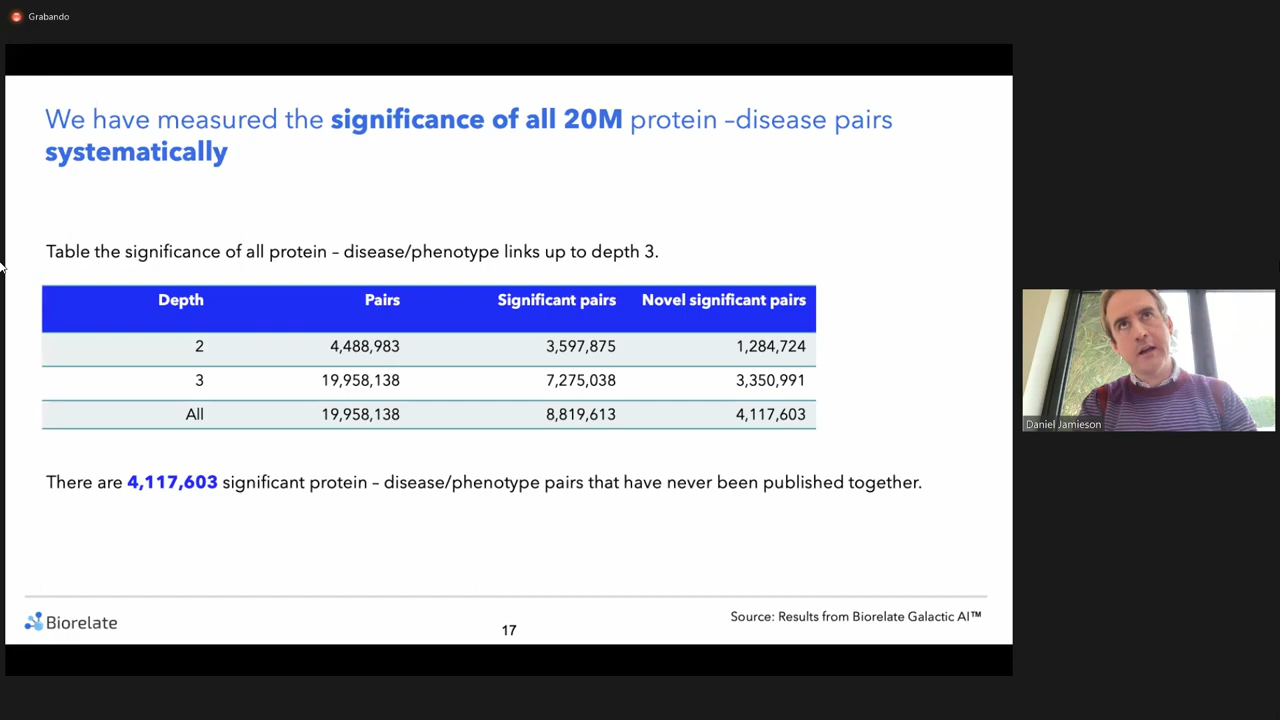 Grabando
We have measured the significance of all 20M protein –disease pairs
systematically
Table the significance of all protein – disease/phenotype links up to depth 3.
Depth Pairs Significant pairs Novel significant pairs
2 4,488,983 3,597,875 1,284,724
3 19,958,138 7,275,038 3,350,991
All 19,958,138 8,819,613 4,117,603
There are 4,117,603 significant protein – disease/phenotype pairs that have never been published together.
Biorelate
17
Source: Results from Biorelate Galactic AI™
Daniel Jamieson